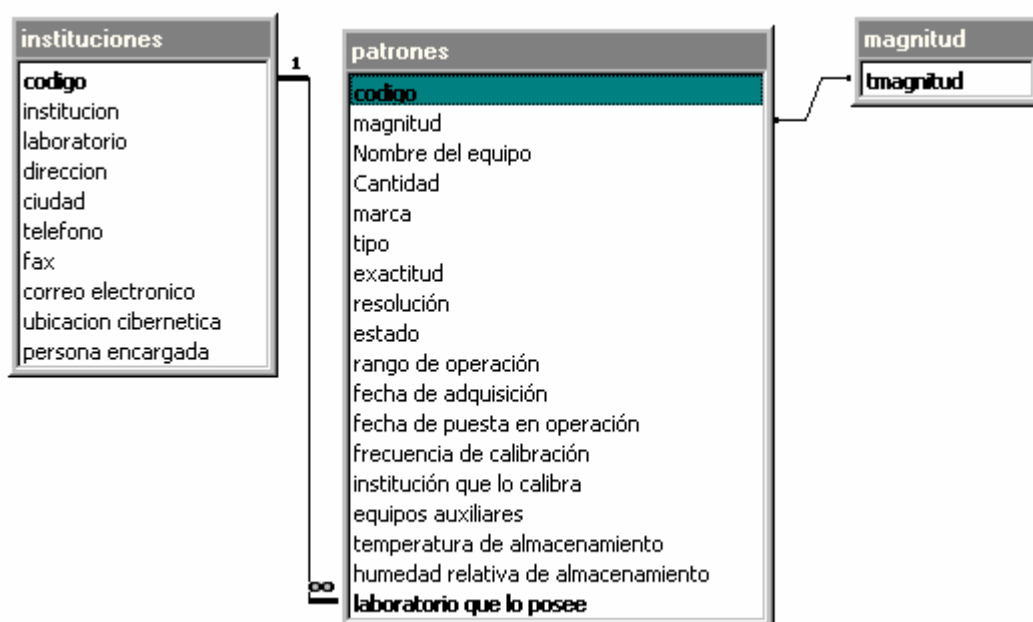 instituciones
codigo
institucion
laboratorio
direccion
ciudad
telefono
fax
correo electronico
ubicacion cibernetica
persona encargada
1
∞
patrones
codigo
magnitud
Nombre del equipo
Cantidad
marca
tipo
exactitud
resolución
estado
rango de operación
fecha de adquisición
fecha de puesta en operación
frecuencia de calibración
institución que lo calibra
equipos auxiliares
temperatura de almacenamiento
humedad relativa de almacenamiento
laboratorio que lo posee
magnitud
tmagnitud